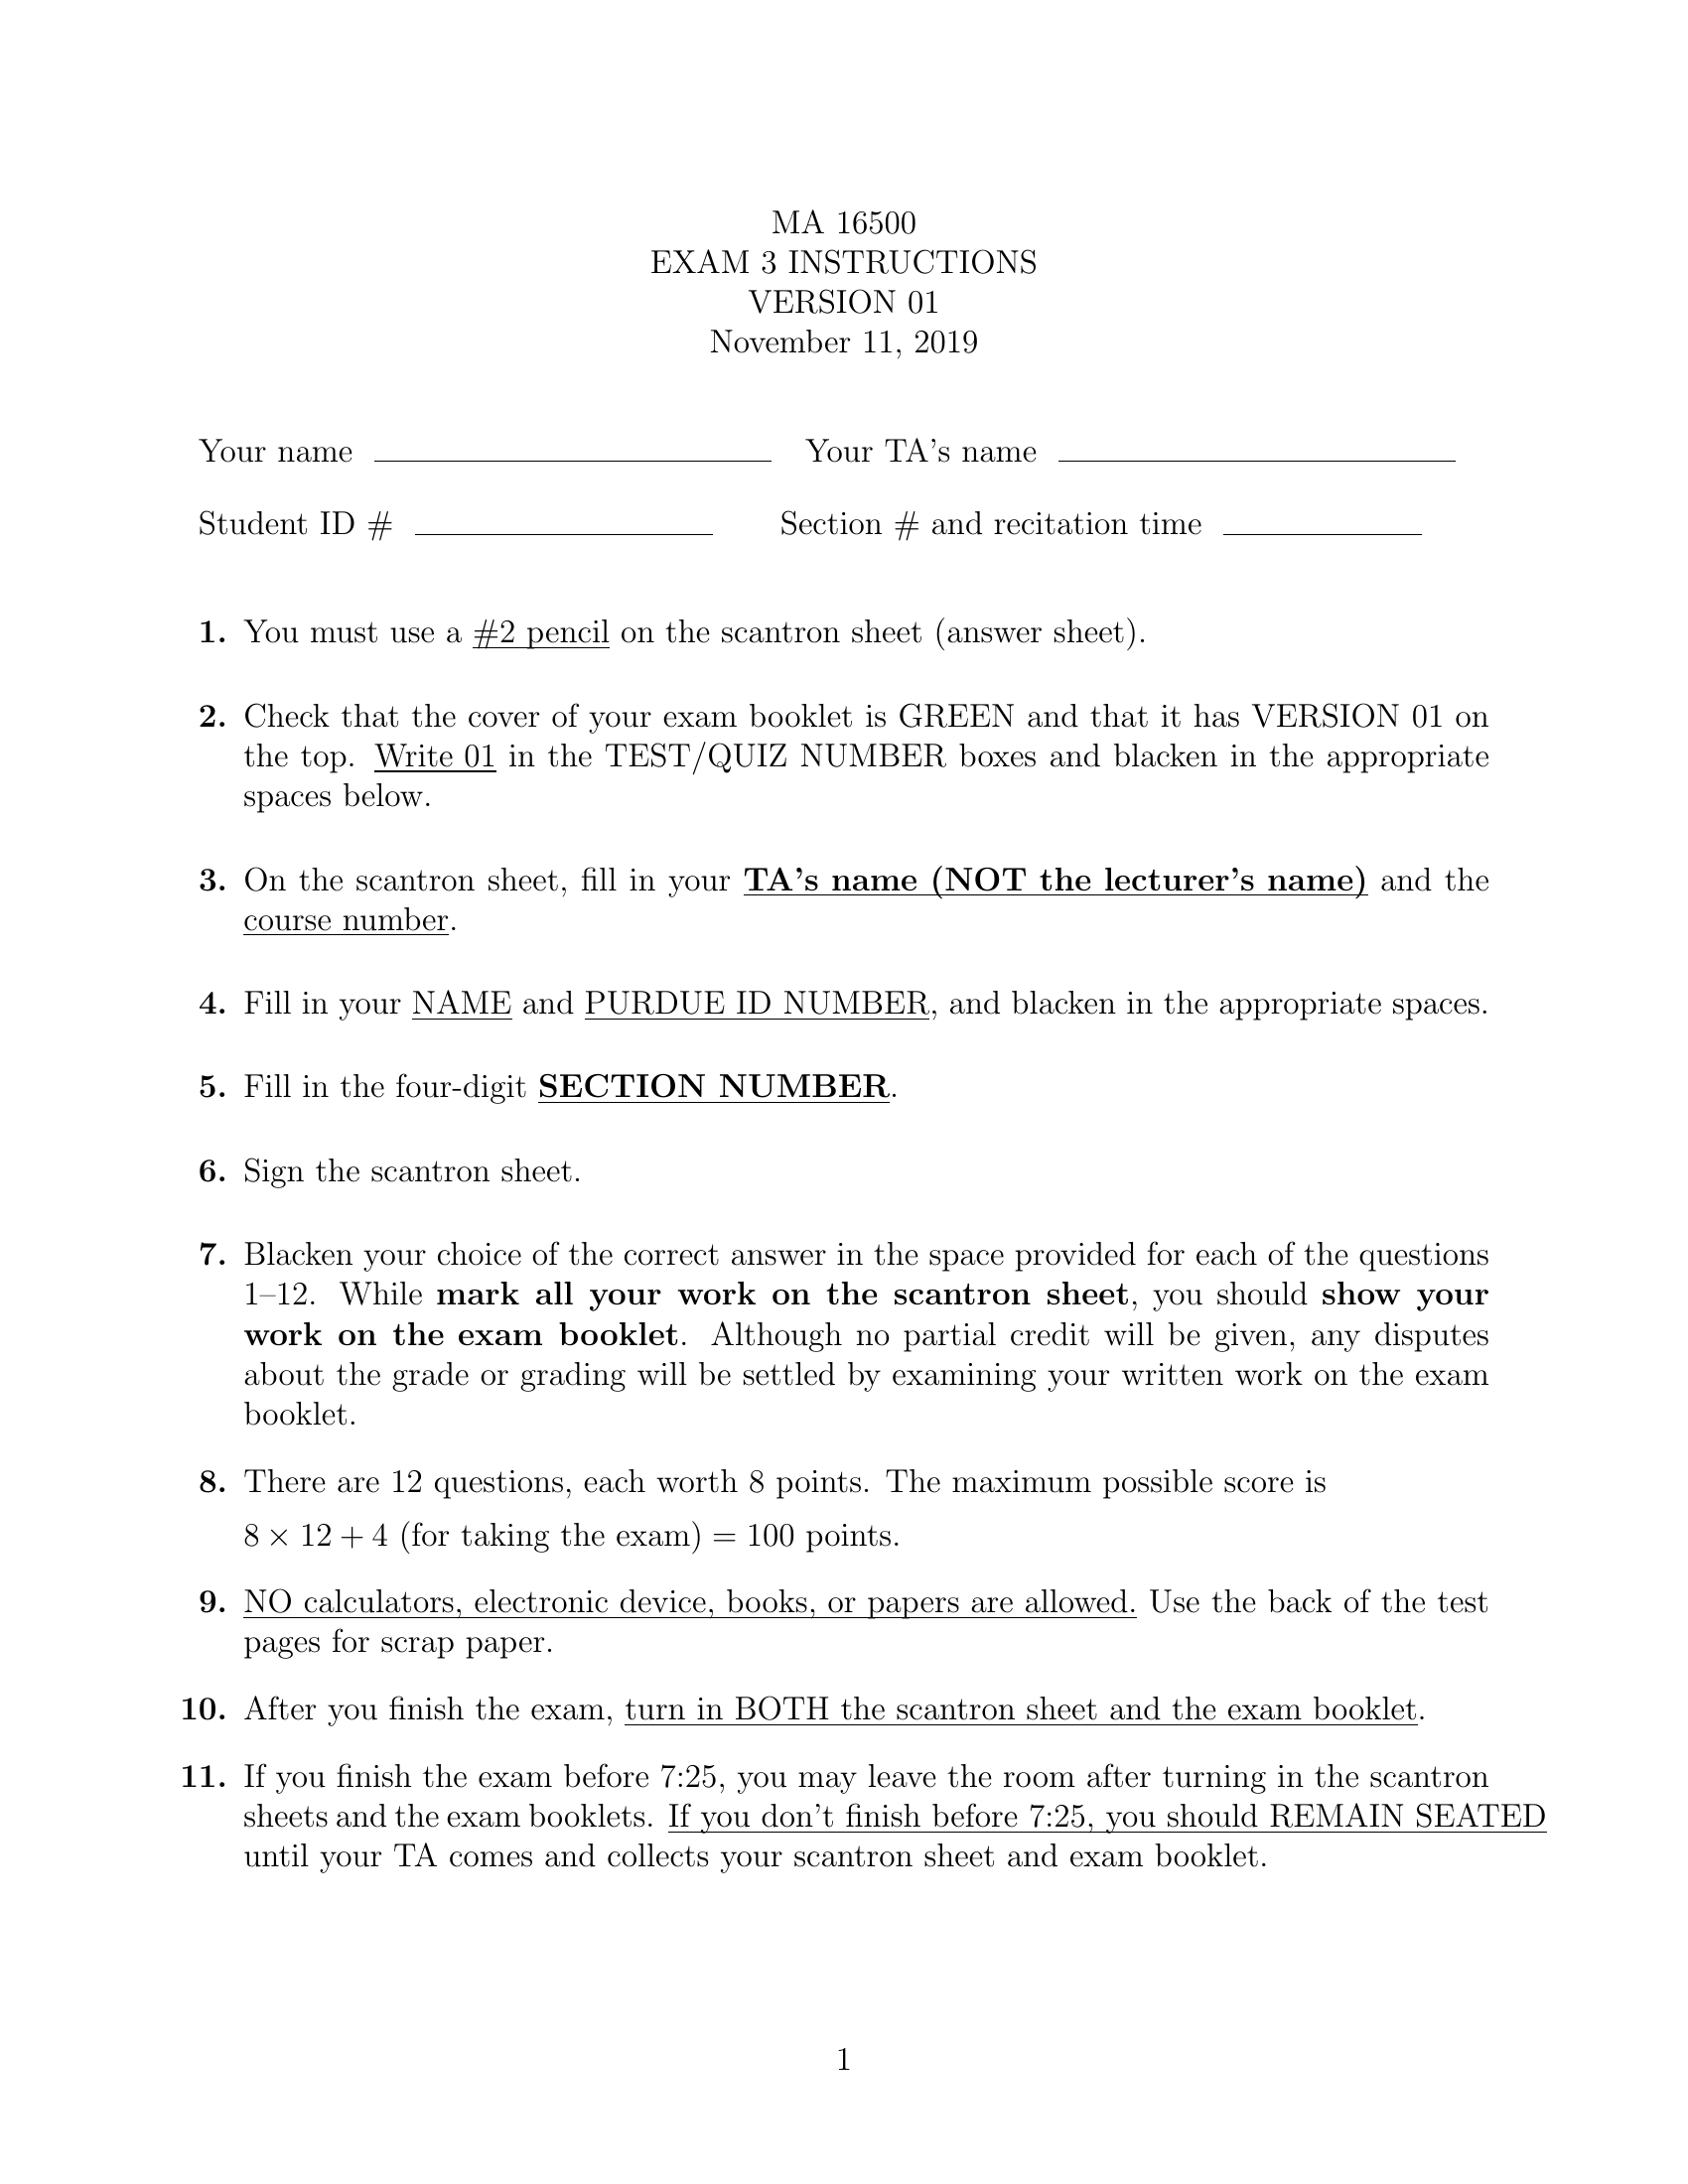 MA 16500
EXAM 3 INSTRUCTIONS
VERSION 01
November 11, 2019
Your name Your TA's name
Student ID # Section # and recitation time
1. You must use a #2 pencil on the scantron sheet (answer sheet).
2. Check that the cover of your exam booklet is GREEN and that it has VERSION 01 on
the top. Write 01 in the TEST/QUIZ NUMBER boxes and blacken in the appropriate
spaces below.
3. On the scantron sheet, fill in your TA's name (NOT the lecturer's name) and the
course number.
4. Fill in your NAME and PURDUE ID NUMBER, and blacken in the appropriate spaces.
5. Fill in the four-digit SECTION NUMBER.
6. Sign the scantron sheet.
7. Blacken your choice of the correct answer in the space provided for each of the questions
1–12. While mark all your work on the scantron sheet, you should show your
work on the exam booklet. Although no partial credit will be given, any disputes
about the grade or grading will be settled by examining your written work on the exam
booklet.
8. There are 12 questions, each worth 8 points. The maximum possible score is
8 × 12 + 4 (for taking the exam) = 100 points.
9. NO calculators, electronic device, books, or papers are allowed. Use the back of the test
pages for scrap paper.
10. After you finish the exam, turn in BOTH the scantron sheet and the exam booklet.
11. If you finish the exam before 7:25, you may leave the room after turning in the scantron
sheets and the exam booklets. If you don't finish before 7:25, you should REMAIN SEATED
until your TA comes and collects your scantron sheet and exam booklet.
1